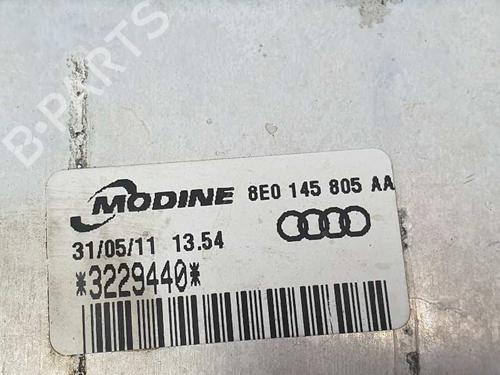 B-PARTS
MODINE 8E0 145 805 AA
31/05/11 13.54
*3229440*